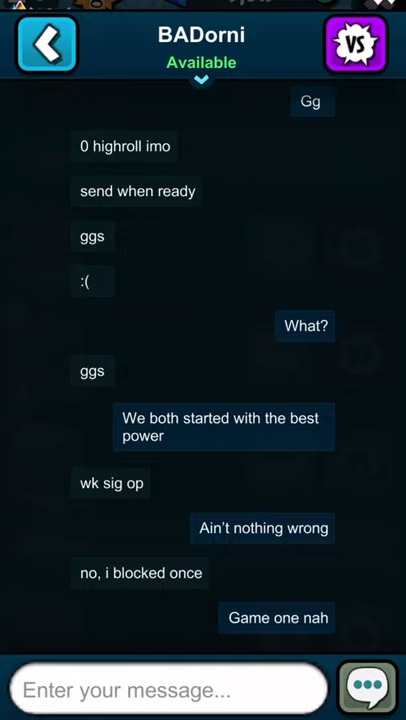 BADorni
VS
Available
Gg
0 highroll imo
send when ready
ggs
:(
What?
ggs
We both started with the best
power
wk sig op
Ain’t nothing wrong
no, i blocked once
Game one nah
Enter your message...